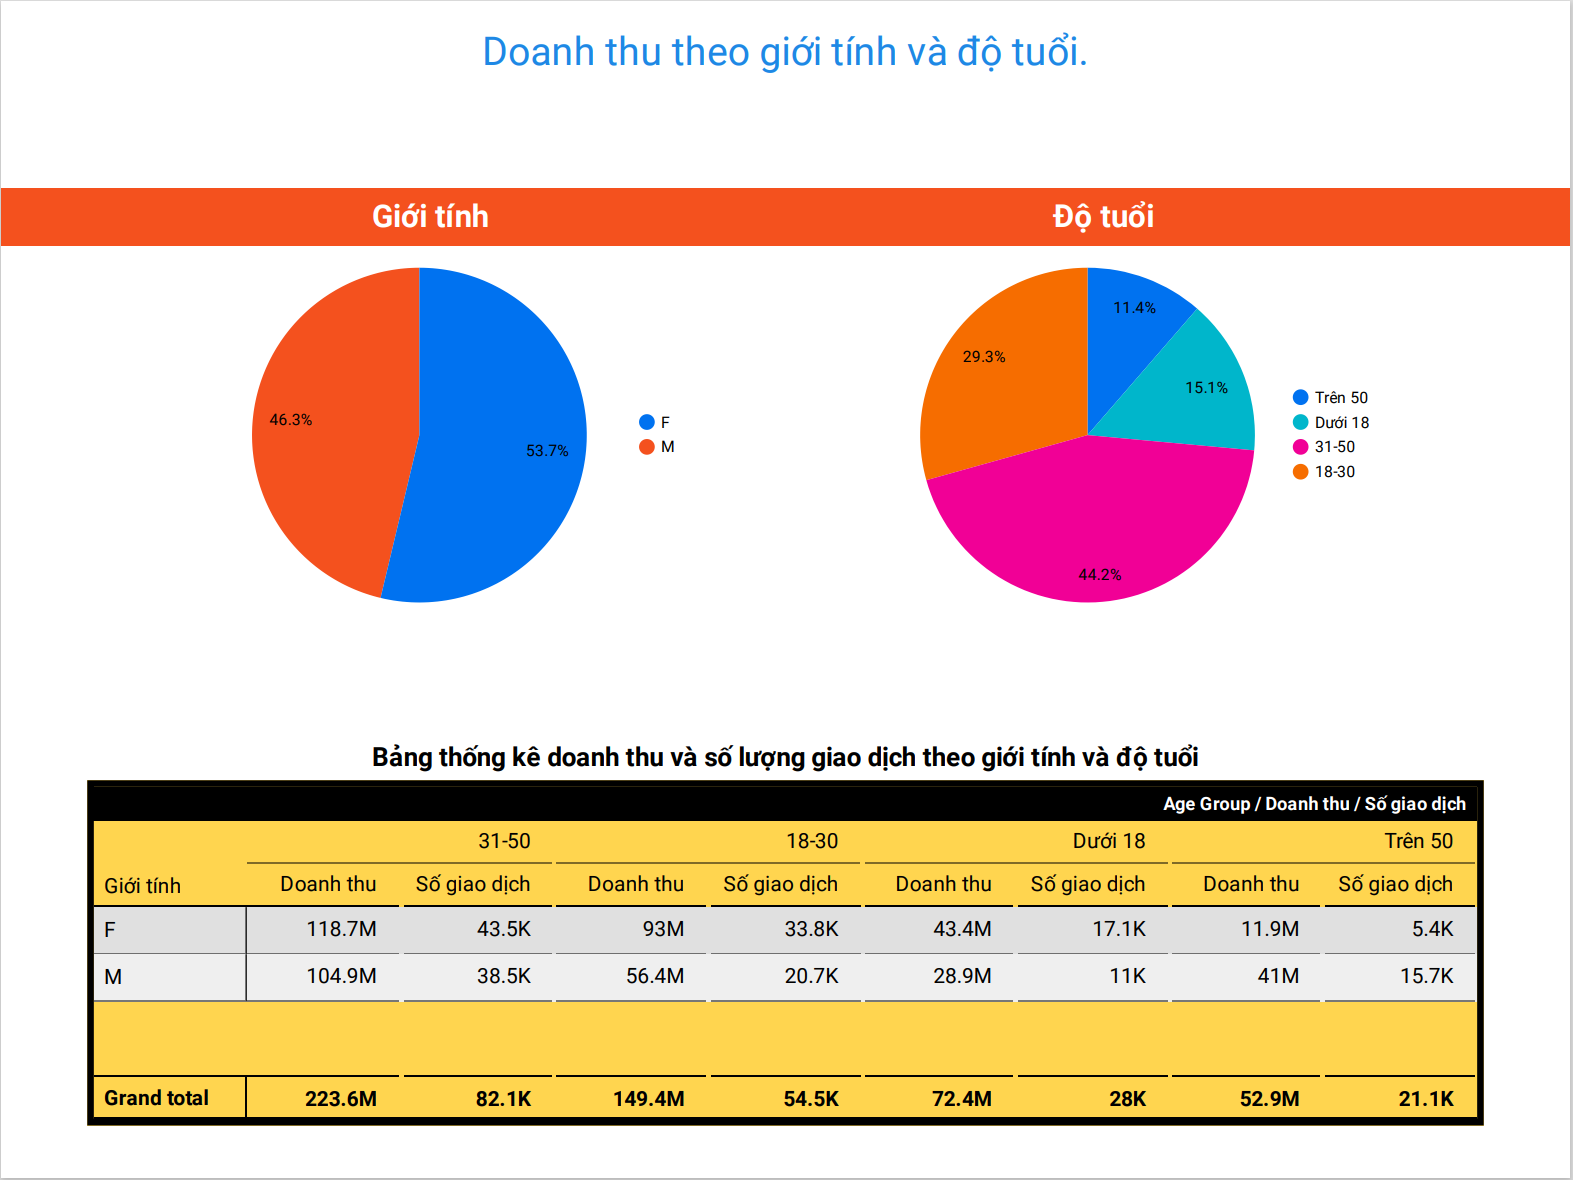 Doanh thu theo giới tính và độ tuổi.
Giới tính
Độ tuổi
46.3%
53.7%
F
M
11.4%
15.1%
29.3%
44.2%
Trên 50
Dưới 18
31-50
18-30
Bảng thống kê doanh thu và số lượng giao dịch theo giới tính và độ tuổi
Age Group / Doanh thu / Số giao dịch
31-50 18-30 Dưới 18 Trên 50
Giới tính Doanh thu Số giao dịch Doanh thu Số giao dịch Doanh thu Số giao dịch Doanh thu Số giao dịch
F 118.7M 43.5K 93M 33.8K 43.4M 17.1K 11.9M 5.4K
M 104.9M 38.5K 56.4M 20.7K 28.9M 11K 41M 15.7K
Grand total 223.6M 82.1K 149.4M 54.5K 72.4M 28K 52.9M 21.1K